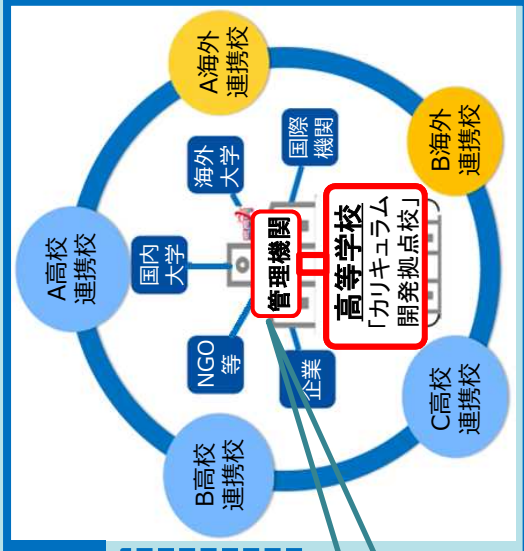 A高校
連携校
A海外
連携校
B海外
連携校
C高校
連携校
B高校
連携校
国内
大学
海外
大学
国際
機関
NGO
等
企業
管理機関
高等学校
「カリキュラム
開発拠点校」